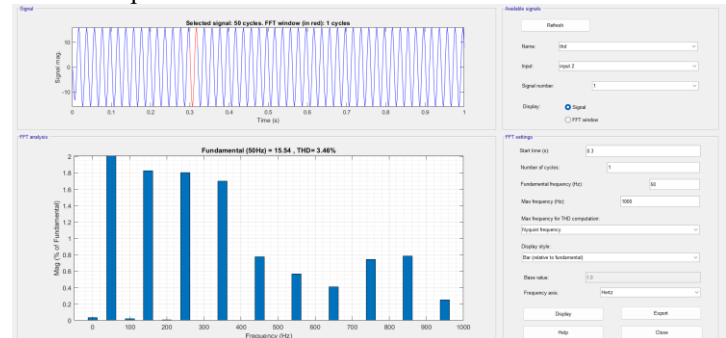 Signal
Selected signal: 50 cycles. FFT window (in red): 1 cycles
10
0
-10
Signal mag.
0 0.1 0.2 0.3 0.4 0.5 0.6 0.7 0.8 0.9 1
Time (s)
FFT analysis
Fundamental (50Hz) = 15.54 , THD= 3.46%
2
1.8
1.6
1.4
1.2
1
0.8
0.6
0.4
0.2
0
Mag (% of Fundamental)
0 100 200 300 400 500 600 700 800 900 1000
Frequency (Hz)
Available signals
Refresh
Name: thd
Input: input 2
Signal number: 1
Display: Signal
FFT window
FFT settings
Start time (s): 0.3
Number of cycles: 1
Fundamental frequency (Hz): 50
Max frequency (Hz): 1000
Max frequency for THD computation:
Nyquist frequency
Display style:
Bar (relative to fundamental)
Base value: 1.0
Frequency axis: Hertz
Display Export
Help Close